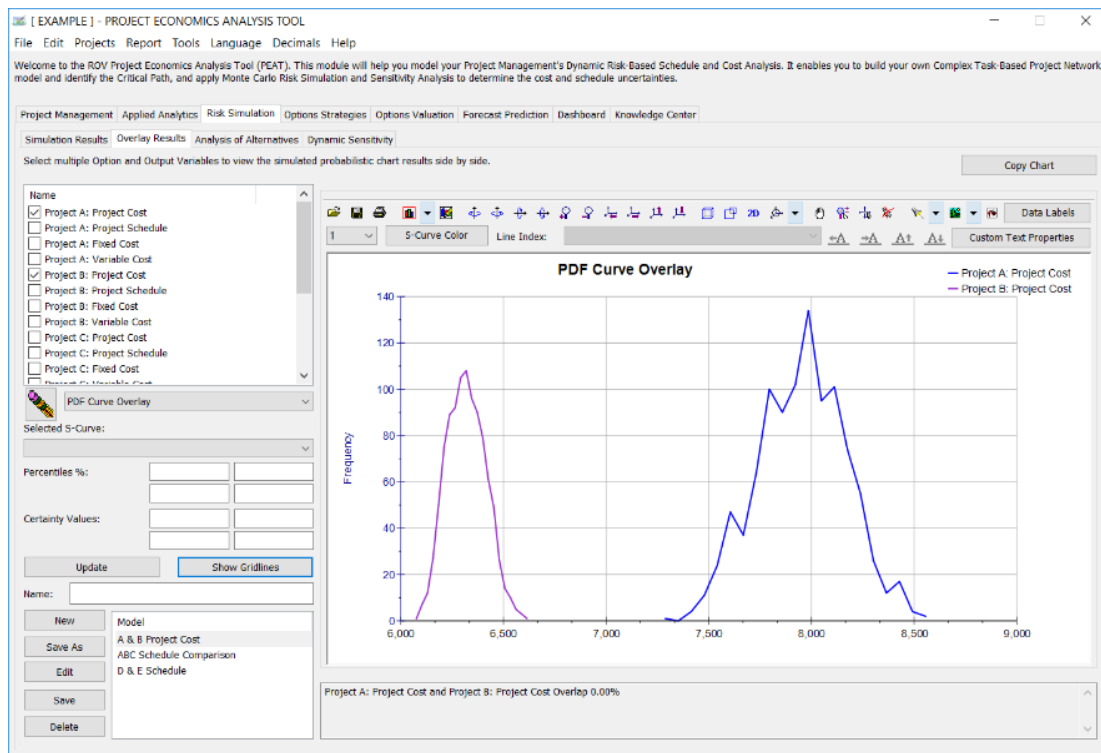 [ EXAMPLE ] - PROJECT ECONOMICS ANALYSIS TOOL
File Edit Projects Report Tools Language Decimals Help
Welcome to the ROV Project Economics Analysis Tool (PEAT). This module will help you model your Project Management's Dynamic Risk-Based Schedule and Cost Analysis. It enables you to build your own Complex Task-Based Project Network
model and identify the Critical Path, and apply Monte Carlo Risk Simulation and Sensitivity Analysis to determine the cost and schedule uncertainties.
Project Management Applied Analytics Risk Simulation Options Strategies Options Valuation Forecast Prediction Dashboard Knowledge Center
Simulation Results Overlay Results Analysis of Alternatives Dynamic Sensitivity
Select multiple Option and Output Variables to view the simulated probabilistic chart results side by side.
Copy Chart
Name
Project A: Project Cost
Project A: Project Schedule
Project A: Fixed Cost
Project A: Variable Cost
Project B: Project Cost
Project B: Project Schedule
Project B: Fixed Cost
Project B: Variable Cost
Project C: Project Cost
Project C: Project Schedule
Project C: Fixed Cost
Project C: Variable Cost
PDF Curve Overlay
Selected S-Curve:
Percentiles %:
Certainty Values:
Update Show Gridlines
Name:
New
Save As
Edit
Save
Delete
Model
A & B Project Cost
ABC Schedule Comparison
D & E Schedule
2D Data Labels
1 S-Curve Color Line Index: A A A A Custom Text Properties
PDF Curve Overlay
Project A: Project Cost
Project B: Project Cost
140
120
100
80
60
40
20
0
Frequency
6,000 6,500 7,000 7,500 8,000 8,500 9,000
Project A: Project Cost and Project B: Project Cost Overlap 0.00%